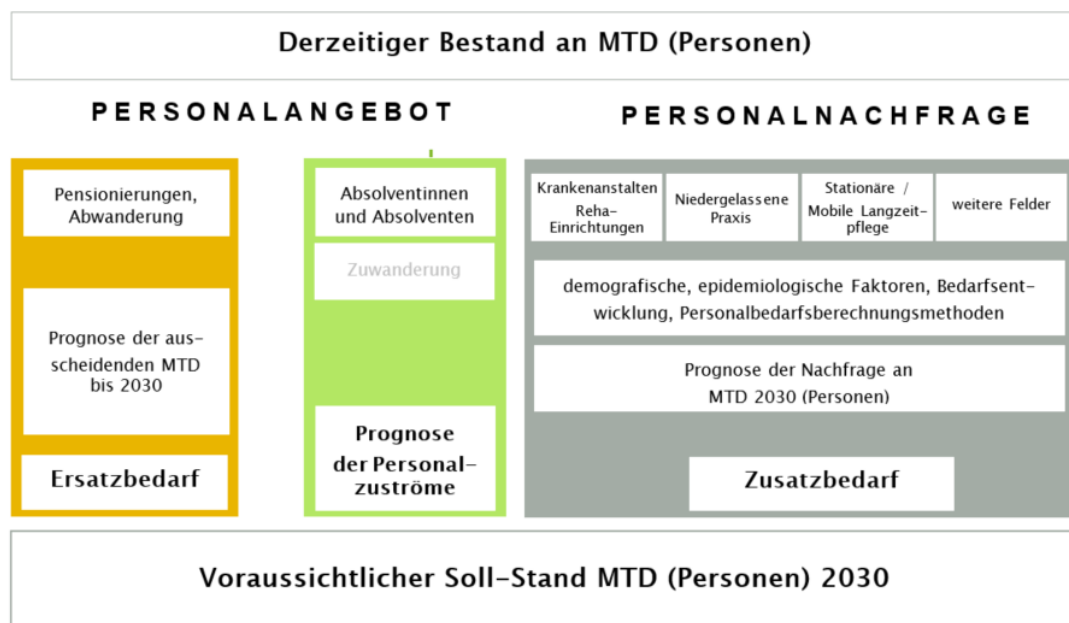 Derzeitiger Bestand an MTD (Personen)
PERSONALANGEBOT
PERSONALNACHFRAGE
Pensionierungen,
Abwanderung
Prognose der aus-
scheidenden MTD
bis 2030
Ersatzbedarf
Absolventinnen
und Absolventen
Zuwanderung
Prognose
der Personal-
zuströme
Krankenanstalten
Reha-
Einrichtungen
Niedergelassene
Praxis
Stationäre /
Mobile Langzeit-
pflege
weitere Felder
demografische, epidemiologische Faktoren, Bedarfsent-
wicklung, Personalbedarfsberechnungsmethoden
Prognose der Nachfrage an
MTD 2030 (Personen)
Zusatzbedarf
Voraussichtlicher Soll-Stand MTD (Personen) 2030